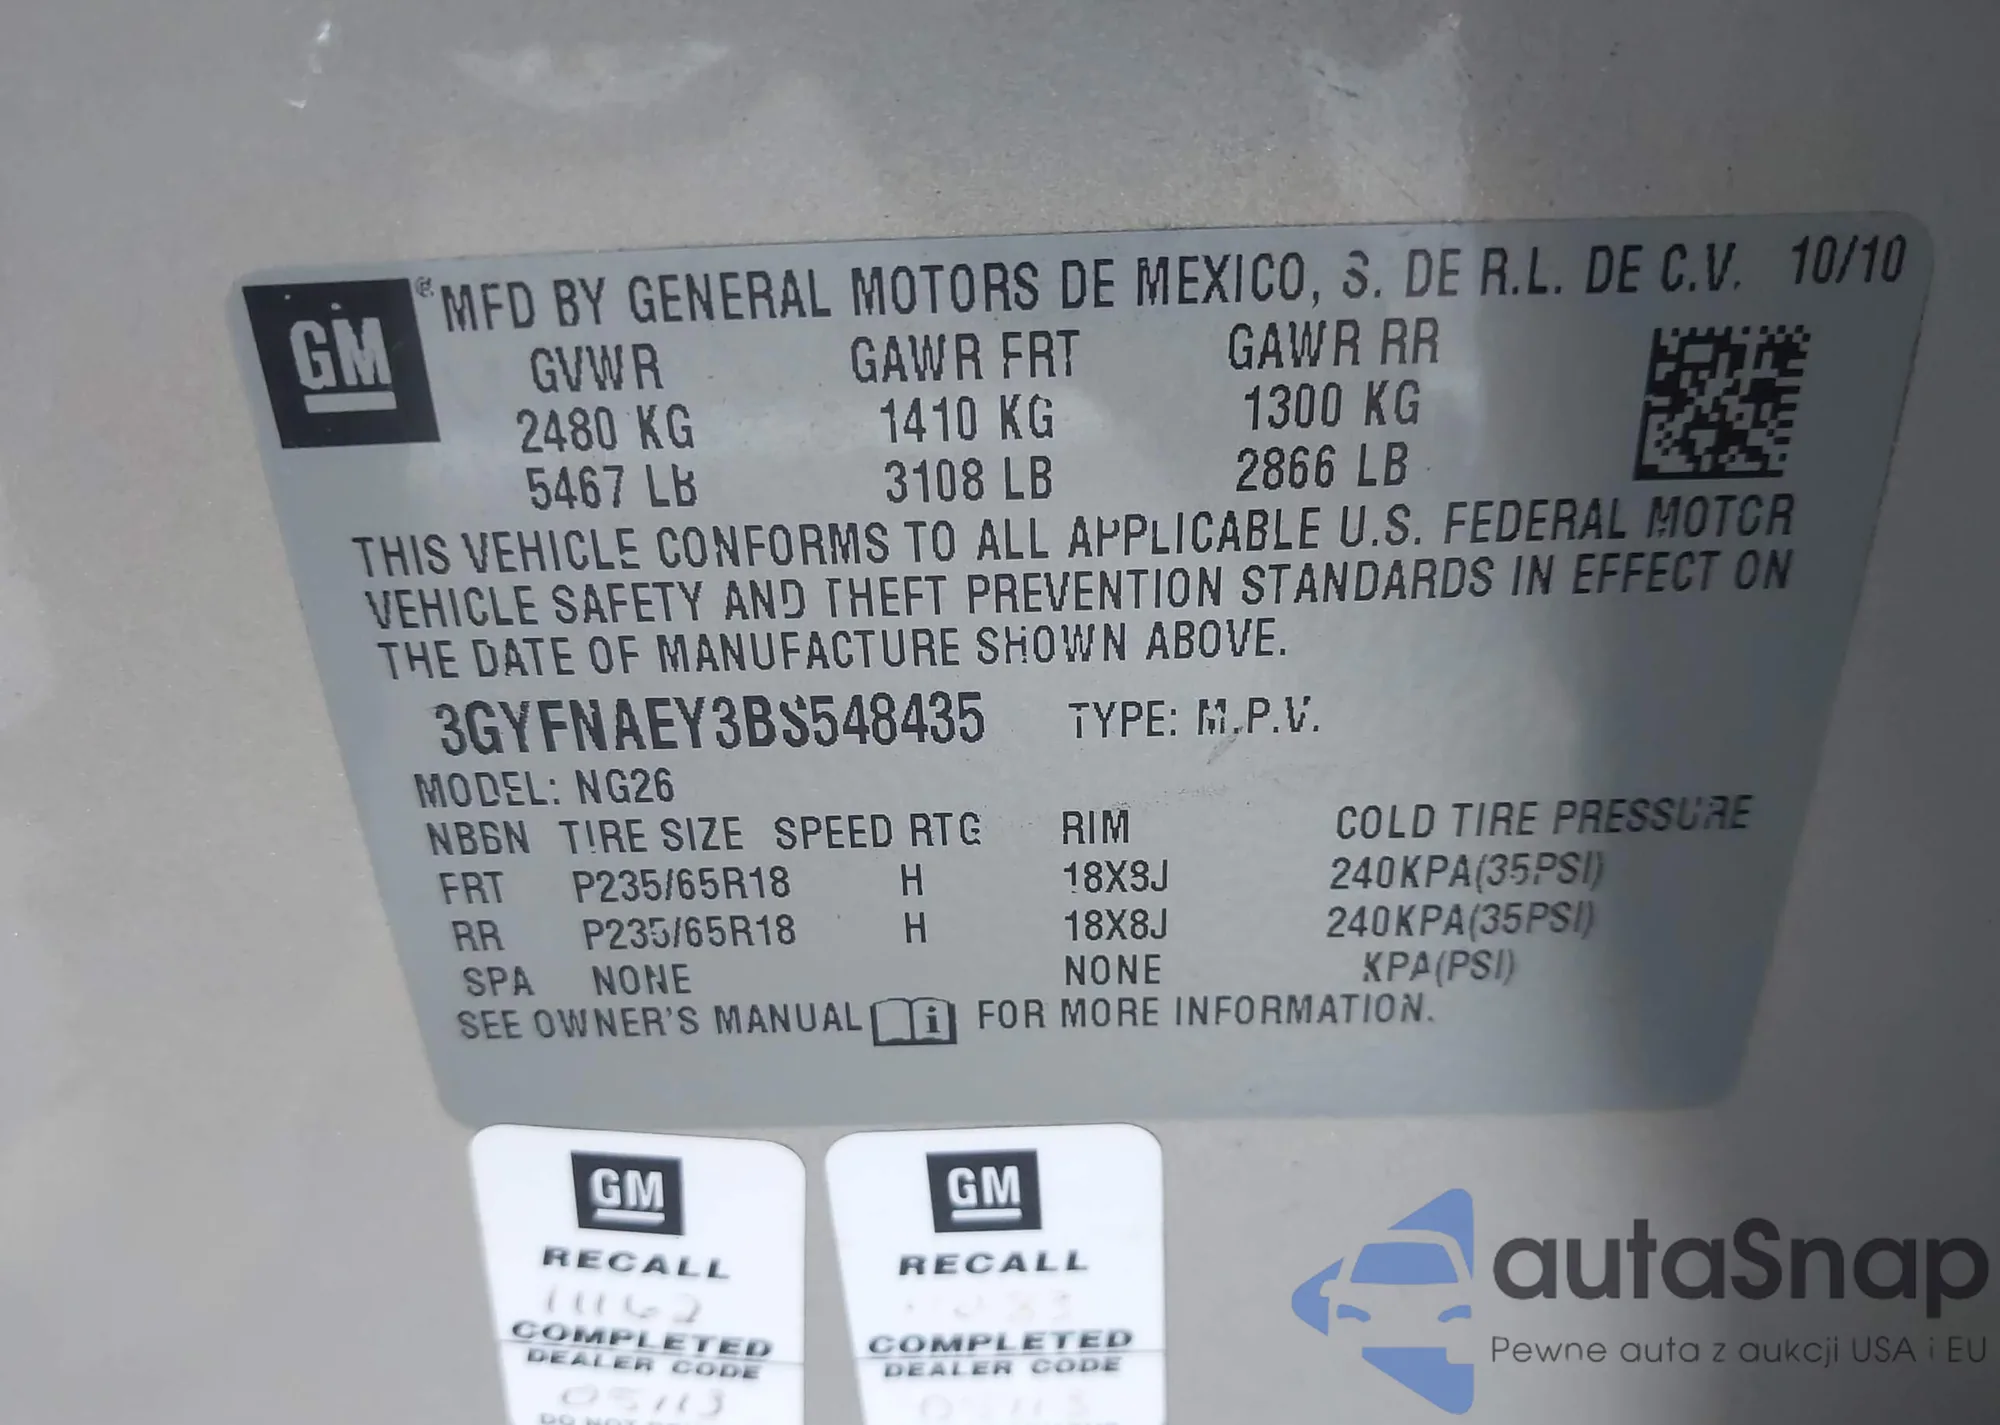 GM® MFD BY GENERAL MOTORS DE MEXICO, S. DE R.L. DE C.V. 10/10
GVWR GAWR FRT GAWR RR
2480 KG 1410 KG 1300 KG
5467 LB 3108 LB 2866 LB
THIS VEHICLE CONFORMS TO ALL APPLICABLE U.S. FEDERAL MOTOR
VEHICLE SAFETY AND THEFT PREVENTION STANDARDS IN EFFECT ON
THE DATE OF MANUFACTURE SHOWN ABOVE.
3GYFNAEY3BS548435 TYPE: M.P.V.
MODEL: NG26
NBBN TIRE SIZE SPEED RTG RIM COLD TIRE PRESSURE
FRT P235/65R18 H 18X8J 240KPA(35PSI)
RR P235/65R18 H 18X8J 240KPA(35PSI)
SPA NONE NONE KPA(PSI)
SEE OWNER'S MANUAL i FOR MORE INFORMATION.
GM
RECALL
COMPLETED
DEALER CODE
05113
DO NOT
GM
RECALL
COMPLETED
DEALER CODE
autaSnap
Pewne auta z aukcji USA i EU